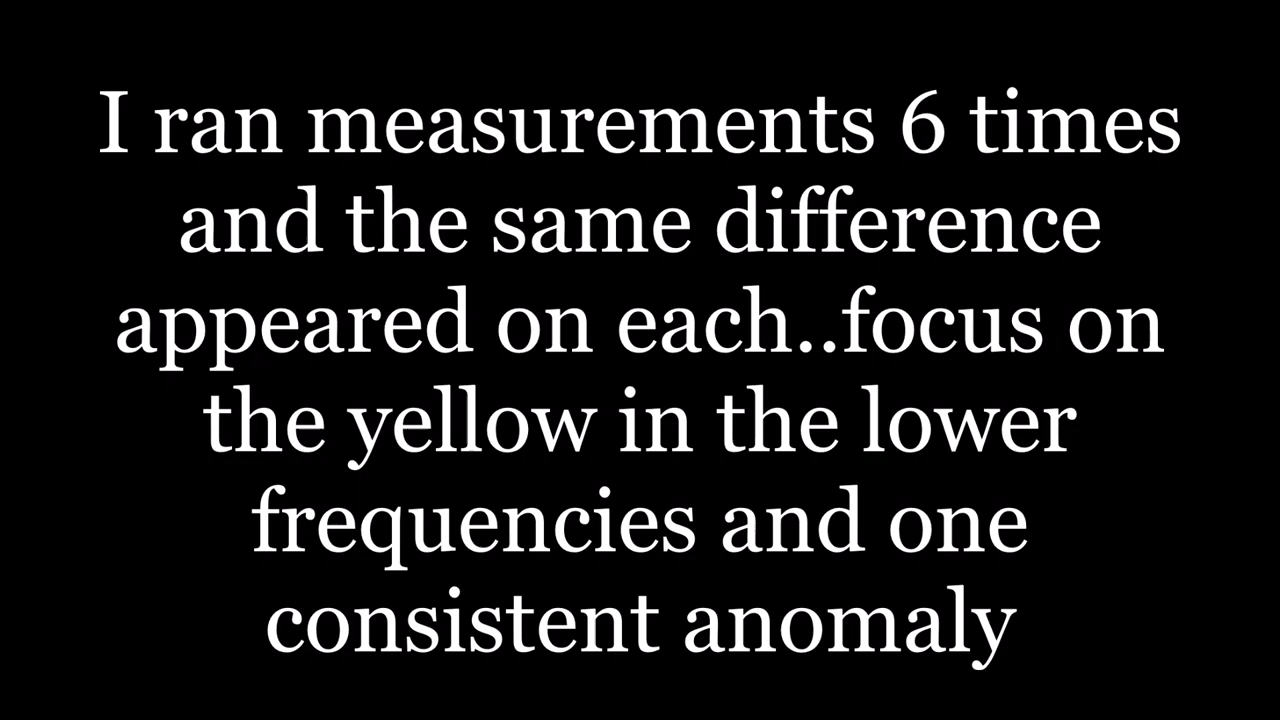 I ran measurements 6 times
and the same difference
appeared on each..focus on
the yellow in the lower
frequencies and one
consistent anomaly